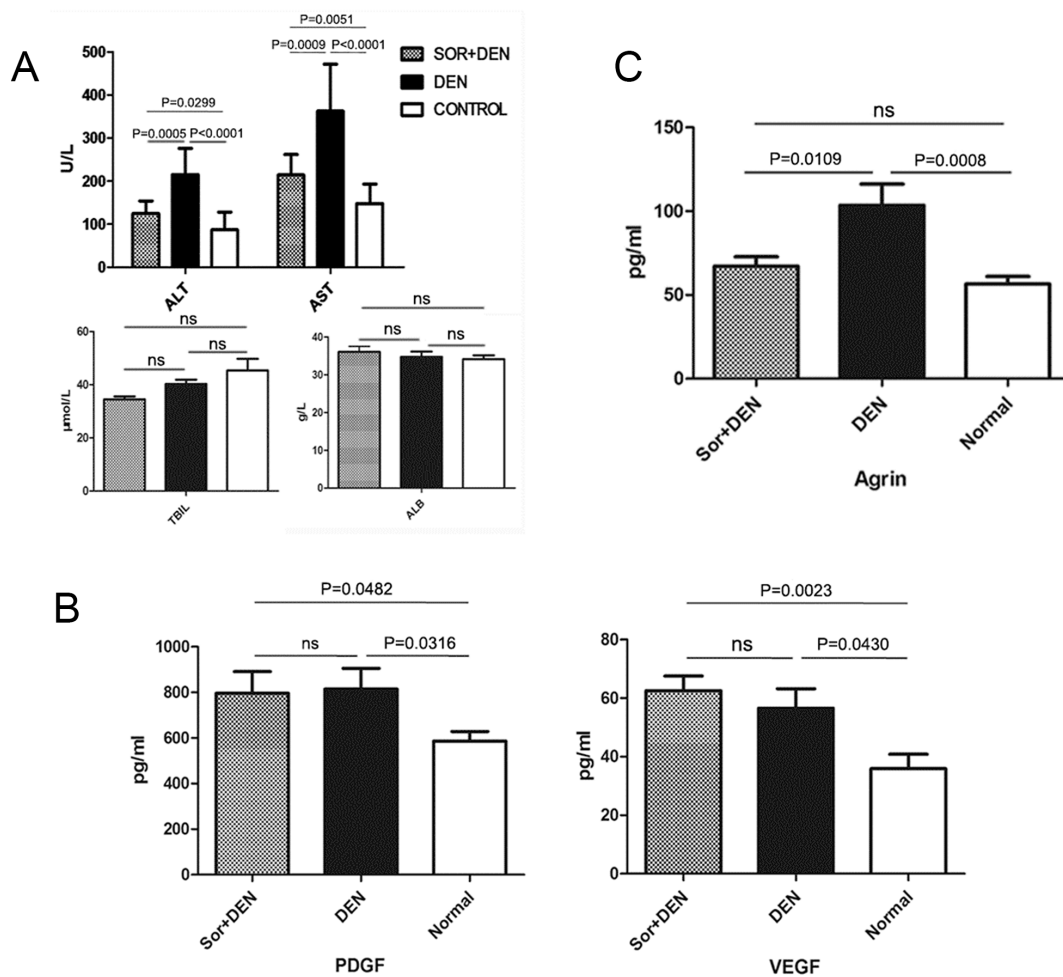 A
P=0.0051
P=0.0009 P<0.0001
P=0.0299
P=0.0005 P<0.0001
SOR+DEN
DEN
CONTROL
U/L
500
400
300
200
100
0
ALT AST
ns
ns ns
µmol/L
60
40
20
0
TBIL
ns
ns ns
g/L
40
30
20
10
0
ALB
C
ns
P=0.0109 P=0.0008
pg/ml
150
100
50
0
Sor+DEN DEN Normal
Agrin
B
P=0.0482
ns P=0.0316
pg/ml
1000
800
600
400
200
0
Sor+DEN DEN Normal
PDGF
P=0.0023
ns P=0.0430
pg/ml
80
60
40
20
0
Sor+DEN DEN Normal
VEGF